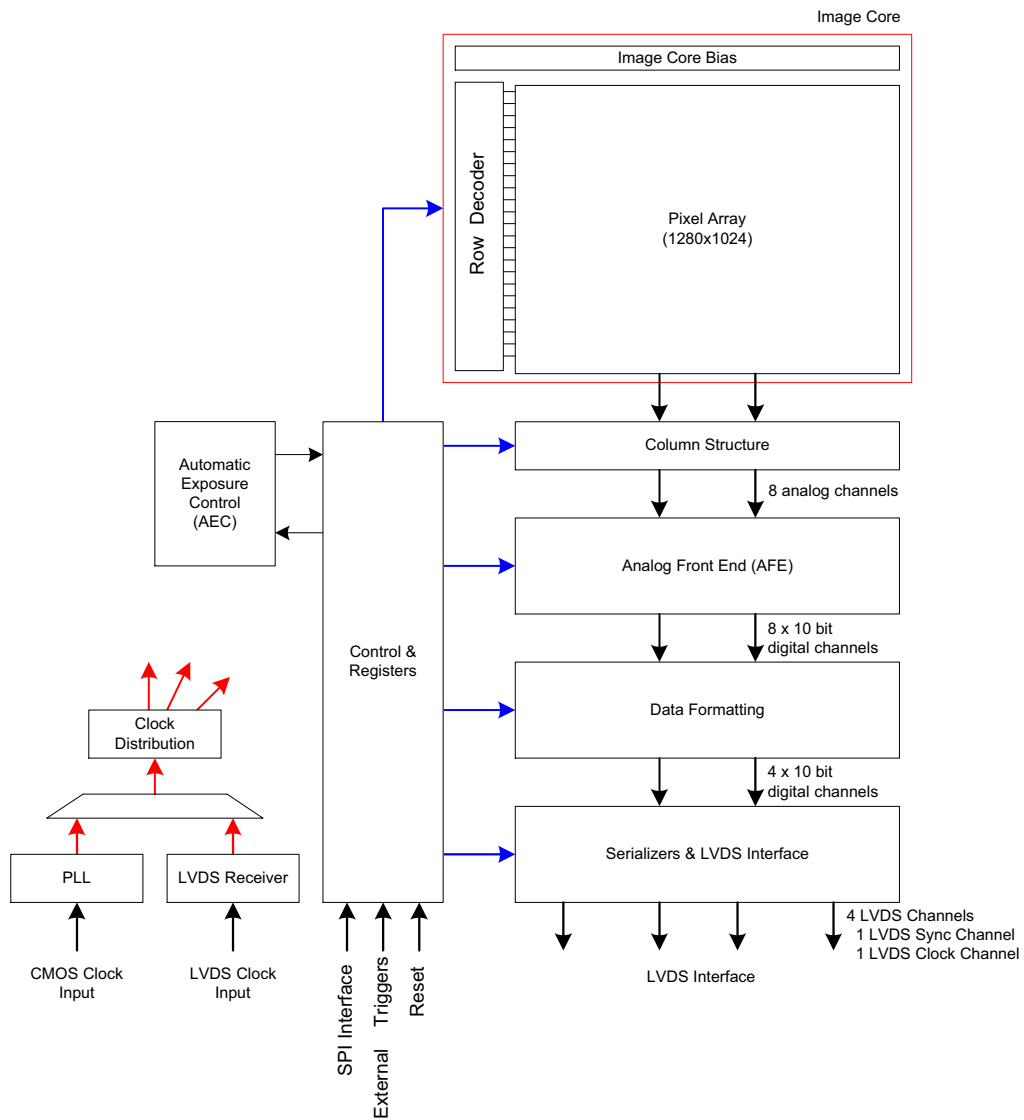 Image Core
Image Core Bias
Row Decoder
Pixel Array
(1280x1024)
Automatic
Exposure
Control
(AEC)
Column Structure
8 analog channels
Analog Front End (AFE)
8 x 10 bit
digital channels
Control &
Registers
Data Formatting
Clock
Distribution
4 x 10 bit
digital channels
PLL
LVDS Receiver
Serializers & LVDS Interface
4 LVDS Channels
1 LVDS Sync Channel
1 LVDS Clock Channel
CMOS Clock
Input
LVDS Clock
Input
SPI Interface
External Triggers
Reset
LVDS Interface